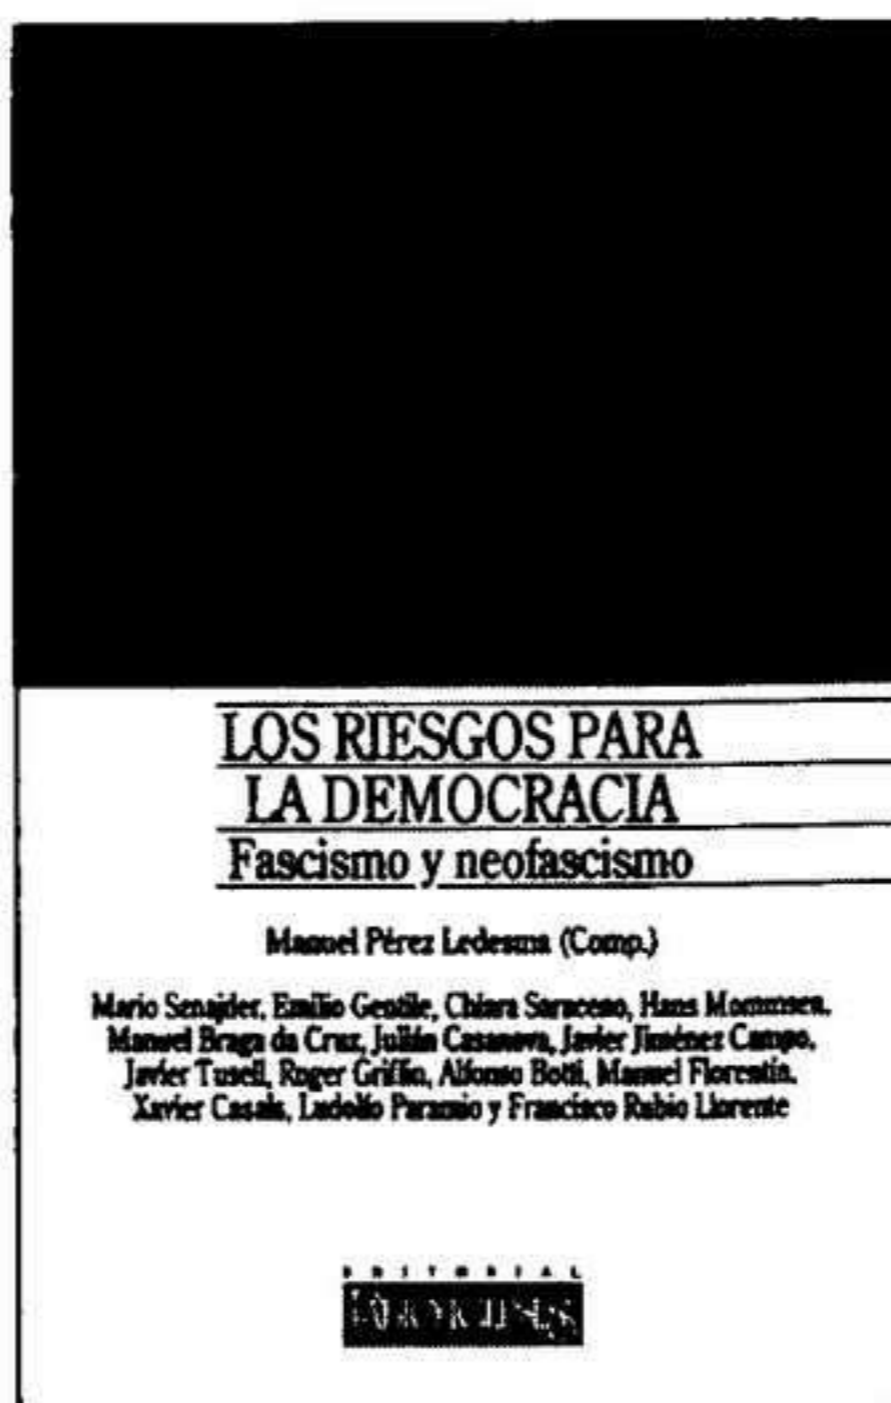 LOS RIESGOS PARA
LA DEMOCRACIA
Fascismo y neofascismo
Manuel Pérez Ledesma (Comp.)
Mario Sznajder, Emilio Gentile, Chiara Saraceno, Hans Mommsen,
Manuel Braga da Cruz, Julián Casanova, Javier Jiménez Campo,
Javier Tusell, Roger Griffin, Alfonso Botti, Manuel Florentín,
Xavier Casals, Ludolfo Paramio y Francisco Rubio Llorente
EDITORIAL